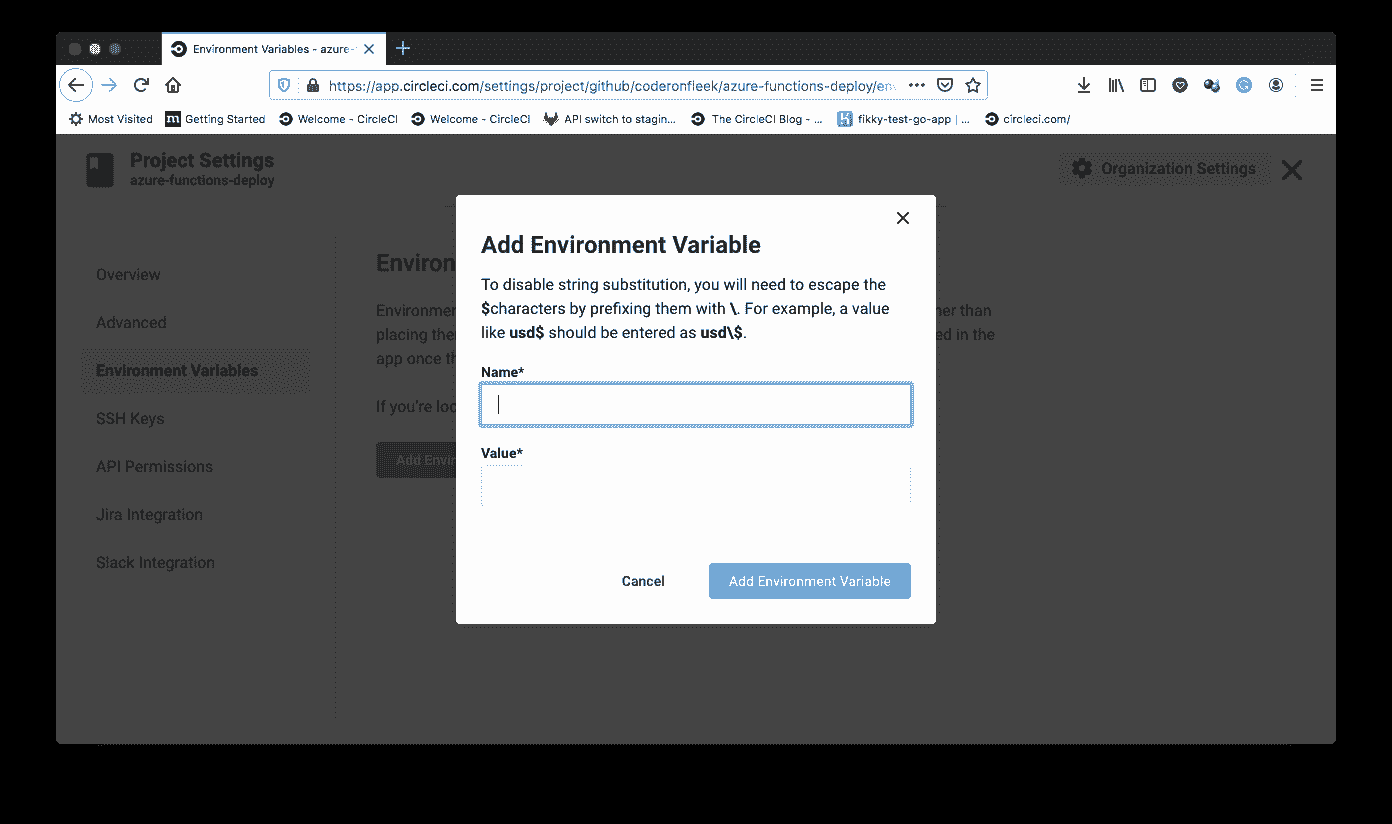 Environment Variables - azure-
https://app.circleci.com/settings/project/github/coderonfleek/azure-functions-deploy/en
Most Visited
Getting Started
Welcome - CircleCI
Welcome - CircleCI
API switch to stagin...
The CircleCI Blog - ...
fikky-test-go-app | ...
circleci.com/
Project Settings
azure-functions-deploy
Organization Settings
Overview
Advanced
Environment Variables
SSH Keys
API Permissions
Jira Integration
Slack Integration
Environ
Environme
her than
placing the
ed in the
app once th
If you're loo
Add Envir
Add Environment Variable
To disable string substitution, you will need to escape the
$characters by prefixing them with \. For example, a value
like usd$ should be entered as usd\$.
Name*
Value*
Cancel
Add Environment Variable